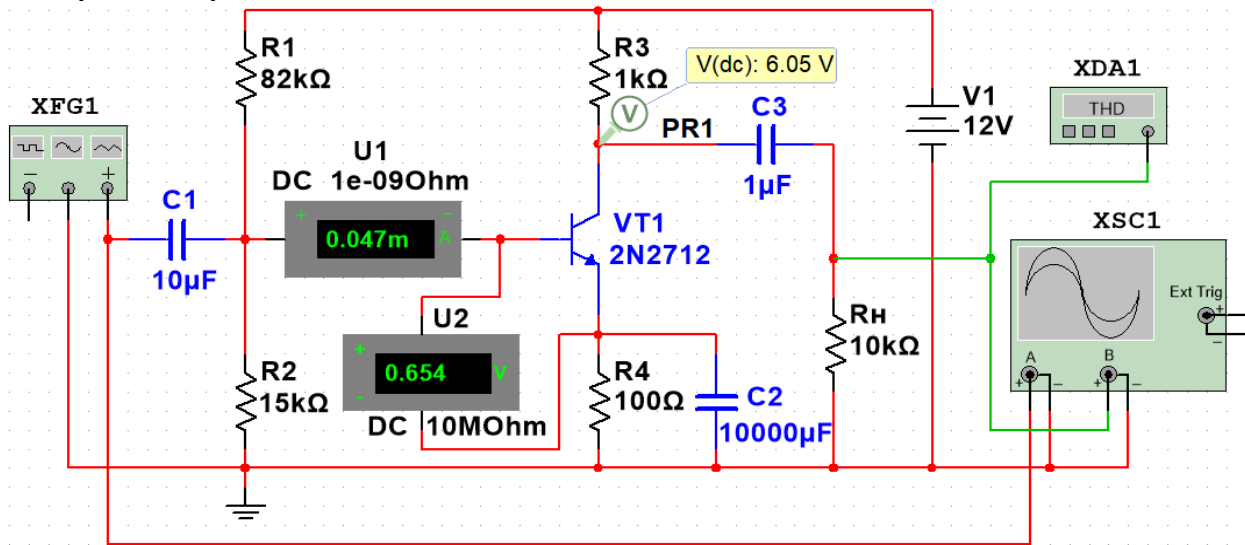 XFG1
R1
82kΩ
R3
1kΩ
V(dc): 6.05 V
V
PR1
C3
1µF
V1
12V
XDA1
THD
U1
DC 1e-09Ohm
+
−
0.047m
A
C1
10µF
VT1
2N2712
XSC1
Ext Trig
+
−
A
B
+
−
+
−
−
+
U2
+
0.654
V
-
DC 10MOhm
R2
15kΩ
R4
100Ω
C2
10000µF
Rн
10kΩ